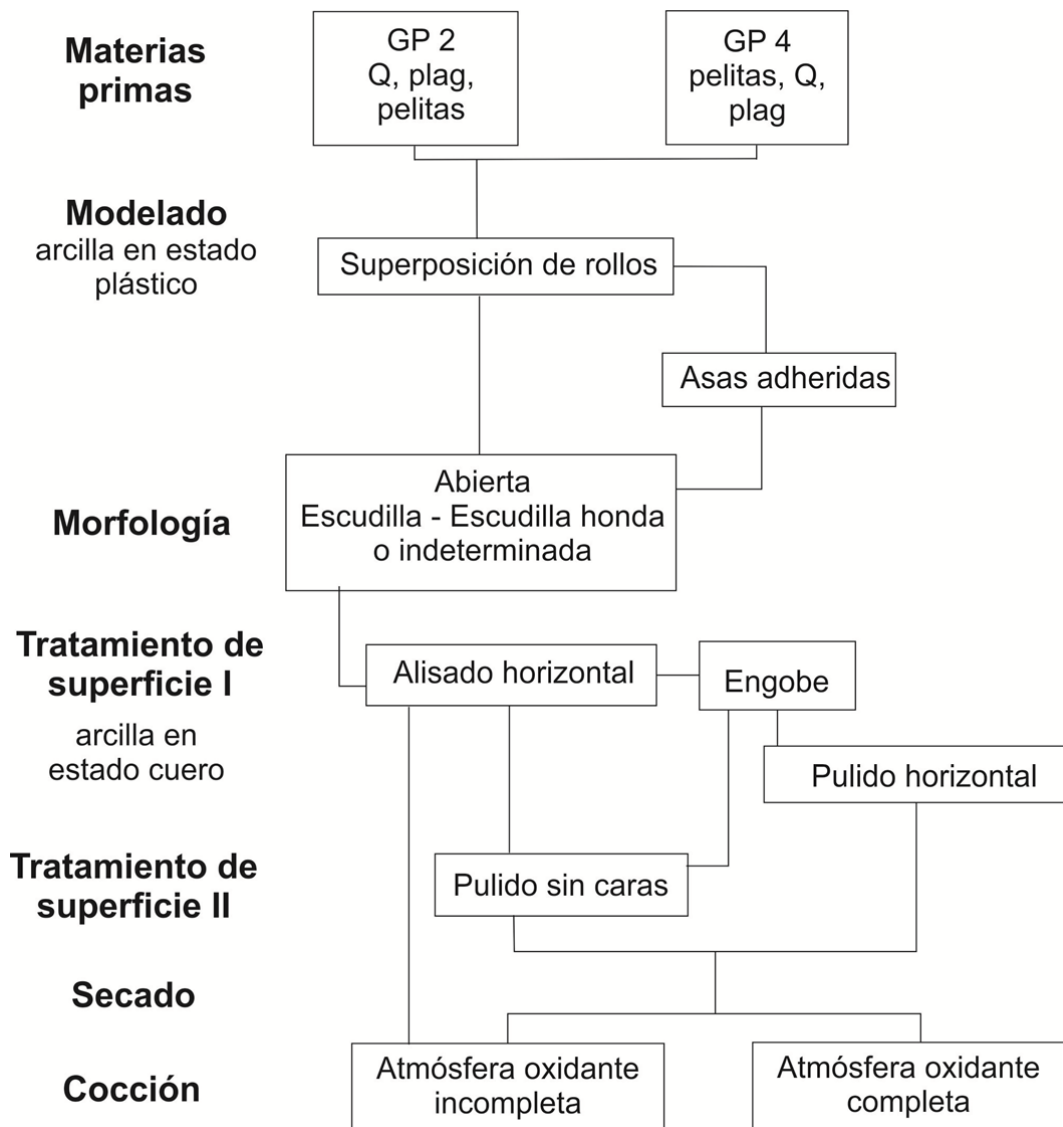 Materias
primas
GP 2
Q, plag,
pelitas
GP 4
pelitas, Q,
plag
Modelado
arcilla en estado
plástico
Superposición de rollos
Asas adheridas
Morfología
Abierta
Escudilla - Escudilla honda
o indeterminada
Tratamiento de
superficie I
arcilla en
estado cuero
Alisado horizontal
Engobe
Pulido horizontal
Tratamiento de
superficie II
Pulido sin caras
Secado
Cocción
Atmósfera oxidante
incompleta
Atmósfera oxidante
completa